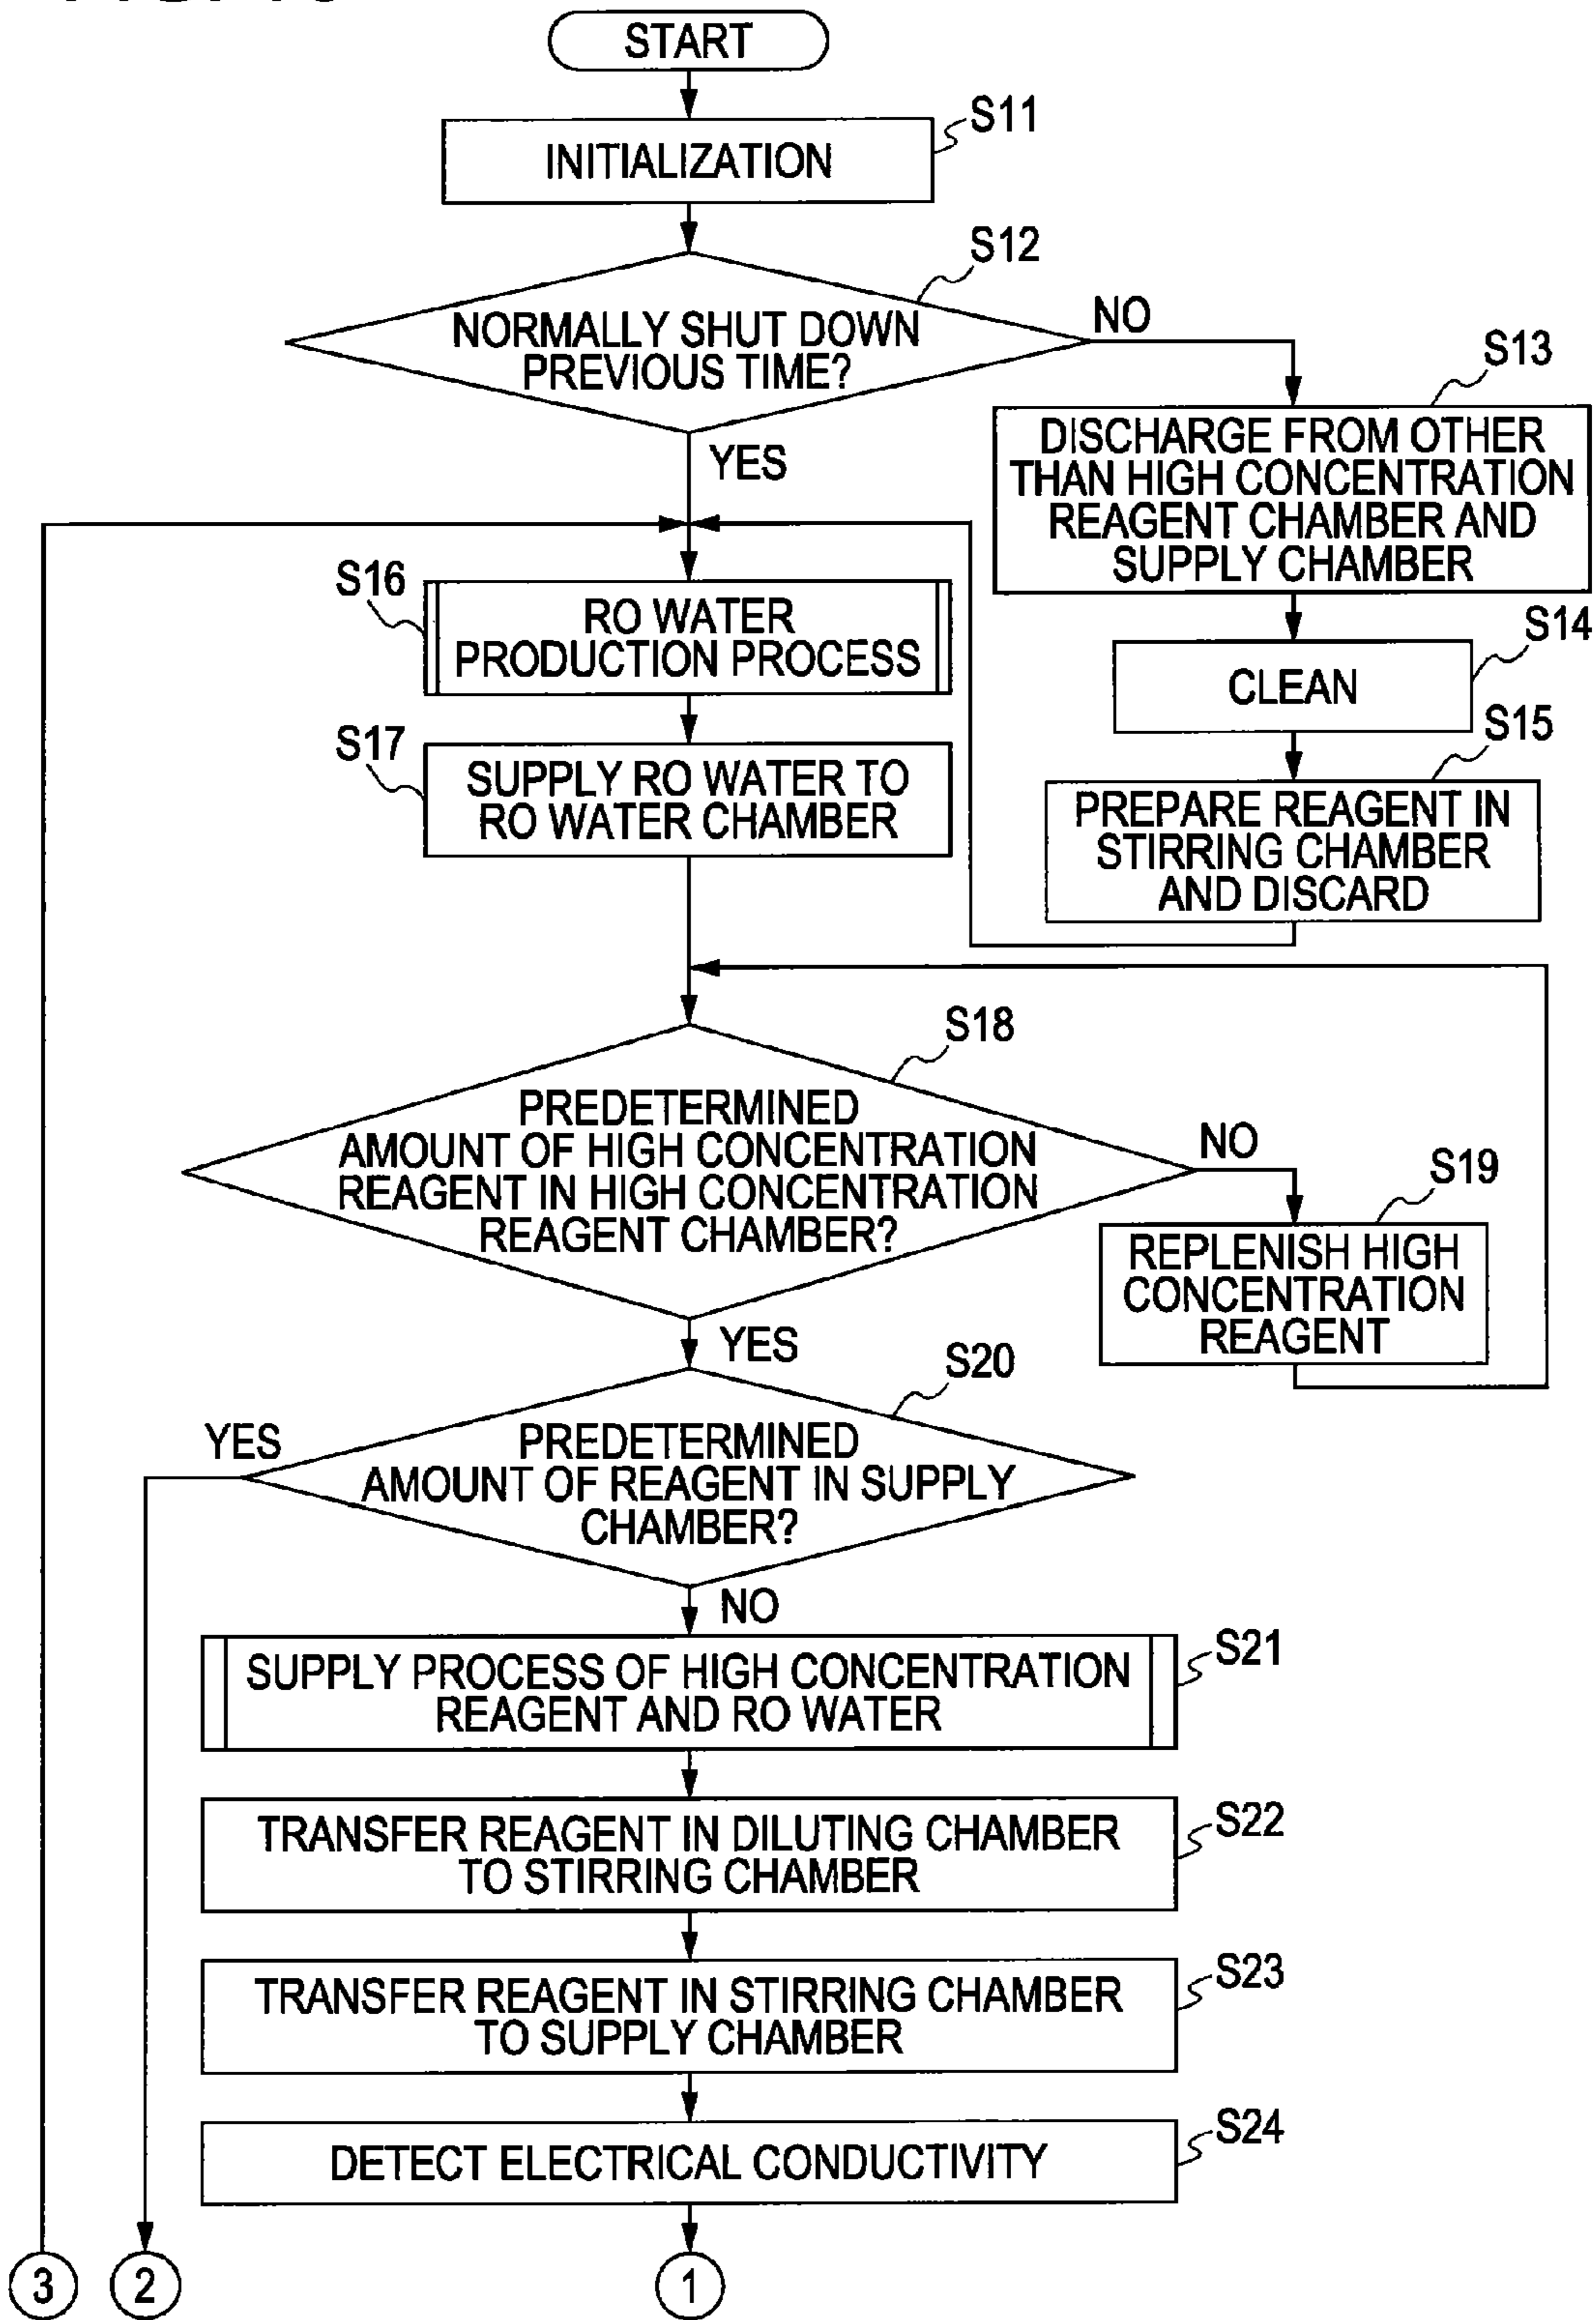 START
S11
INITIALIZATION
S12
NORMALLY SHUT DOWN
PREVIOUS TIME?
NO
YES
S13
DISCHARGE FROM OTHER
THAN HIGH CONCENTRATION
REAGENT CHAMBER AND
SUPPLY CHAMBER
S14
CLEAN
S15
PREPARE REAGENT IN
STIRRING CHAMBER
AND DISCARD
S16
RO WATER
PRODUCTION PROCESS
S17
SUPPLY RO WATER TO
RO WATER CHAMBER
S18
PREDETERMINED
AMOUNT OF HIGH CONCENTRATION
REAGENT IN HIGH CONCENTRATION
REAGENT CHAMBER?
NO
YES
S19
REPLENISH HIGH
CONCENTRATION
REAGENT
S20
PREDETERMINED
AMOUNT OF REAGENT IN SUPPLY
CHAMBER?
YES
NO
S21
SUPPLY PROCESS OF HIGH CONCENTRATION
REAGENT AND RO WATER
S22
TRANSFER REAGENT IN DILUTING CHAMBER
TO STIRRING CHAMBER
S23
TRANSFER REAGENT IN STIRRING CHAMBER
TO SUPPLY CHAMBER
S24
DETECT ELECTRICAL CONDUCTIVITY
3
2
1